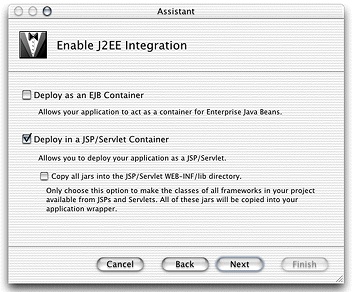 Assistant
Enable J2EE Integration
Deploy as an EJB Container
Allows your application to act as a container for Enterprise Java Beans.
Deploy in a JSP/Servlet Container
Allows you to deploy your application as a JSP/Servlet.
Copy all jars into the JSP/Servlet WEB-INF/lib directory.
Only choose this option to make the classes of all frameworks in your project
available from JSPs and Servlets. All of these jars will be copied into your
application wrapper.
Cancel
Back
Next
Finish